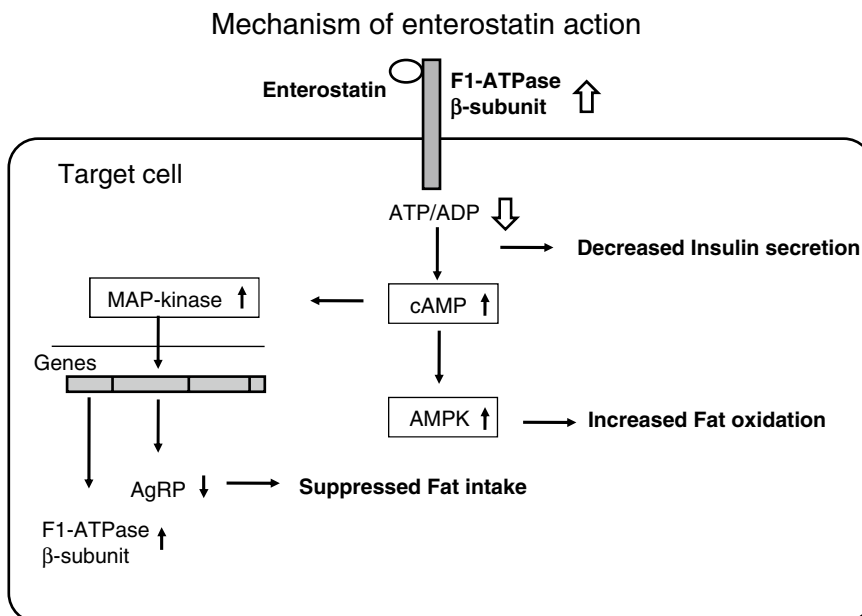 Mechanism of enterostatin action
Enterostatin
F1-ATPase
β-subunit
Target cell
ATP/ADP
Decreased Insulin secretion
MAP-kinase
cAMP
Genes
AMPK
Increased Fat oxidation
AgRP
Suppressed Fat intake
F1-ATPase
β-subunit